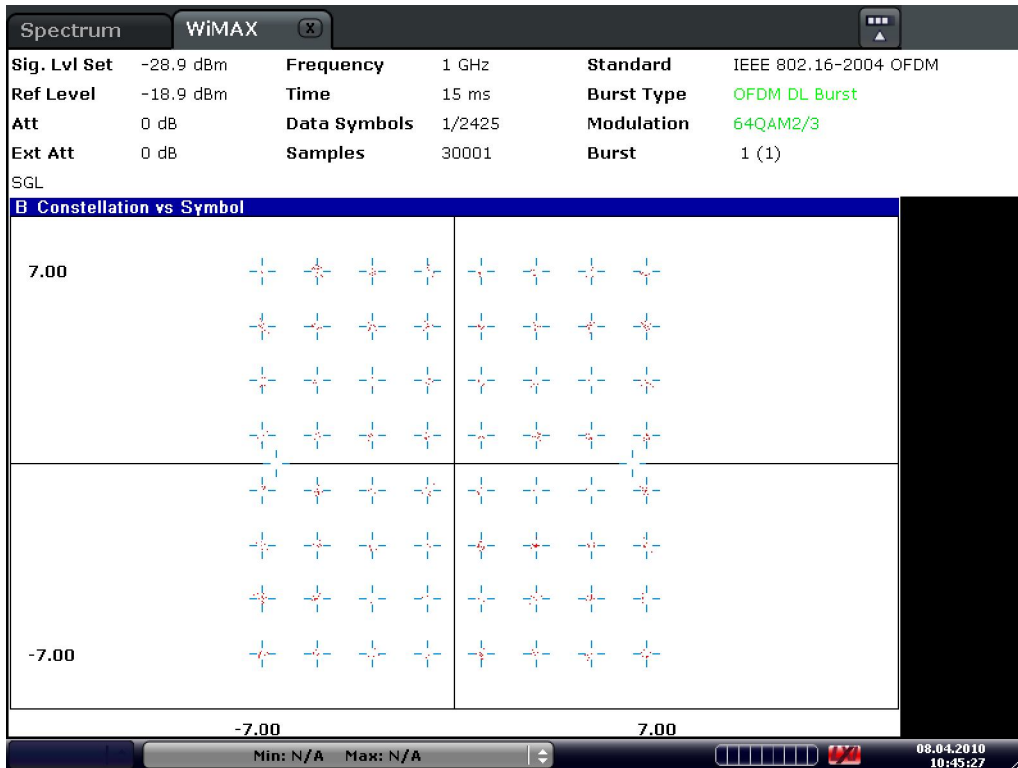 Spectrum WiMAX X
Sig. Lvl Set -28.9 dBm Frequency 1 GHz Standard IEEE 802.16-2004 OFDM
Ref Level -18.9 dBm Time 15 ms Burst Type OFDM DL Burst
Att 0 dB Data Symbols 1/2425 Modulation 64QAM2/3
Ext Att 0 dB Samples 30001 Burst 1 (1)
SGL
B Constellation vs Symbol
7.00
-7.00
-7.00 7.00
Min: N/A Max: N/A 08.04.2010
10:45:27